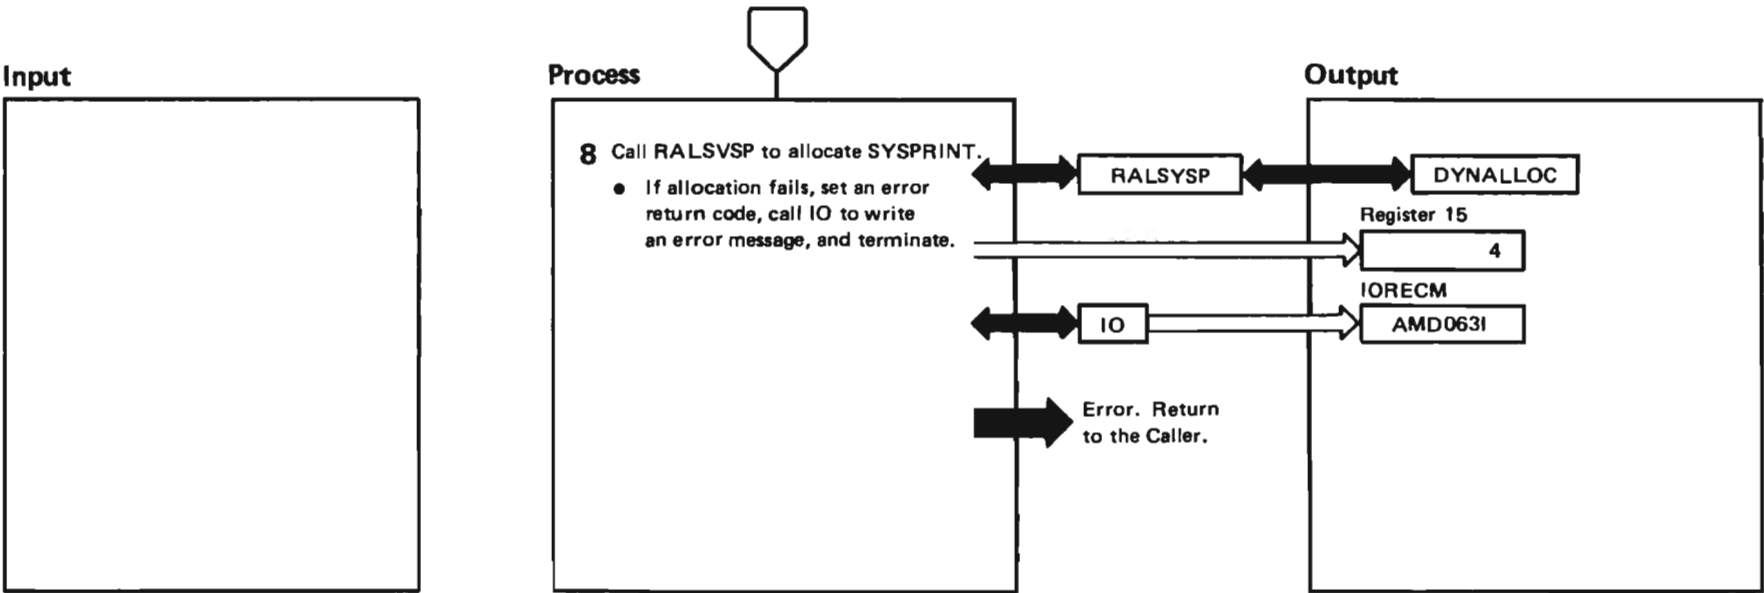 Input
Process
Output
8 Call RALSVSP to allocate SYSPRINT.
• If allocation fails, set an error
return code, call IO to write
an error message, and terminate.
RALSYSP
DYNALLOC
Register 15
4
IORECM
IO
AMD063I
Error. Return
to the Caller.